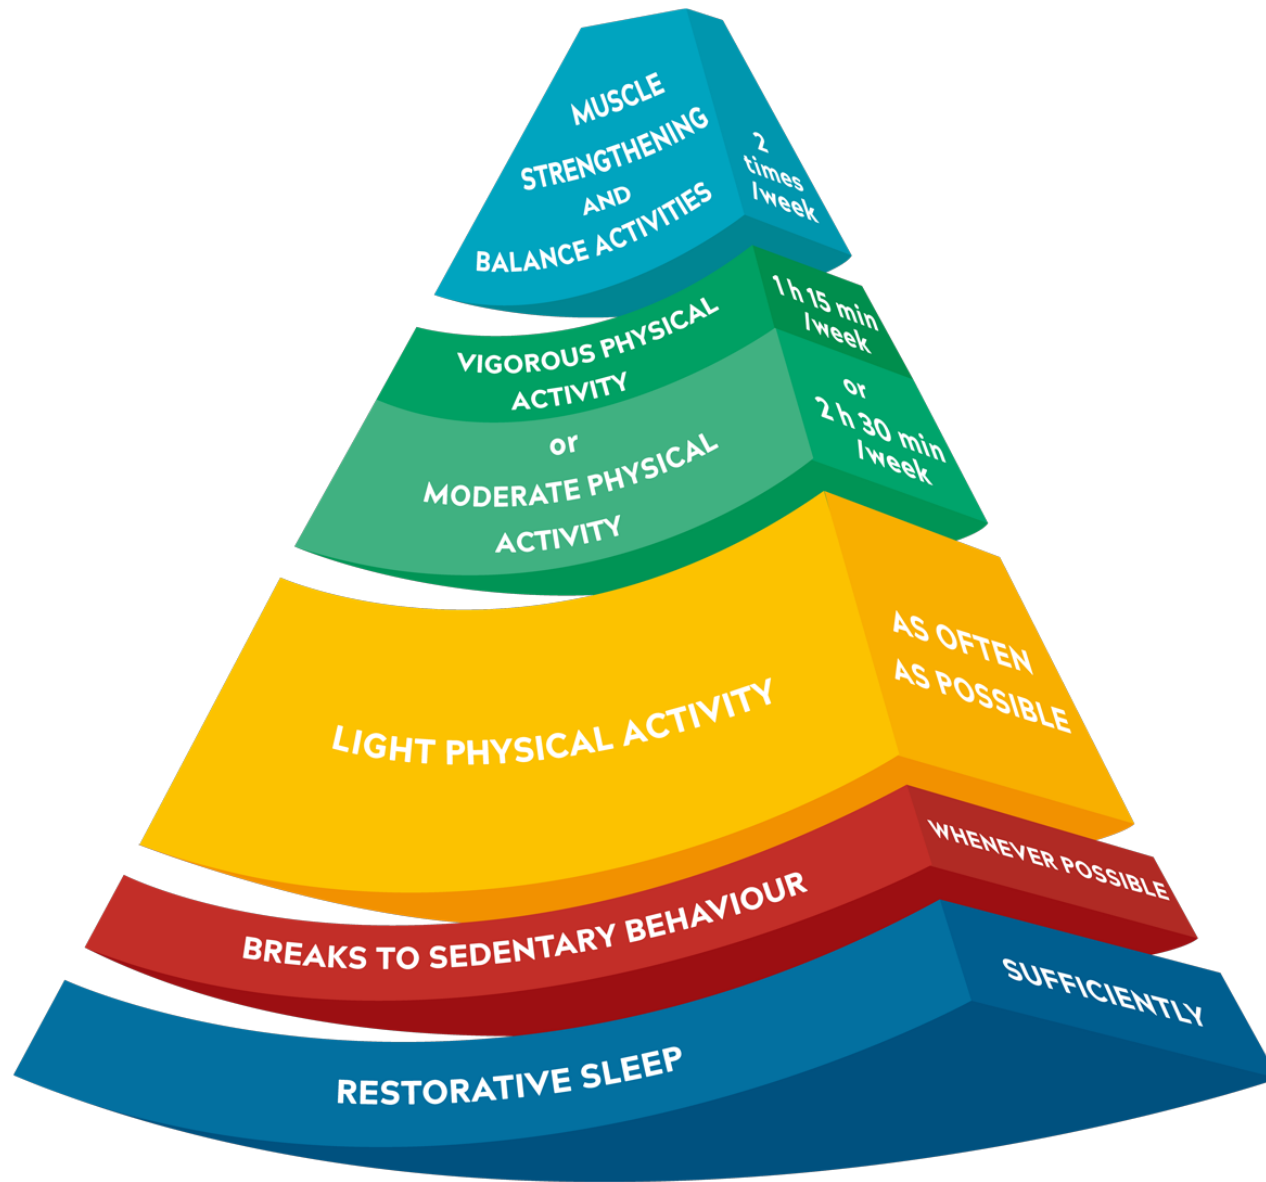 MUSCLE
STRENGTHENING
AND
BALANCE ACTIVITIES
2
times
/week
VIGOROUS PHYSICAL
ACTIVITY
1 h 15 min
/week
or
MODERATE PHYSICAL
ACTIVITY
or
2 h 30 min
/week
LIGHT PHYSICAL ACTIVITY
AS OFTEN
AS POSSIBLE
BREAKS TO SEDENTARY BEHAVIOUR
WHENEVER POSSIBLE
RESTORATIVE SLEEP
SUFFICIENTLY